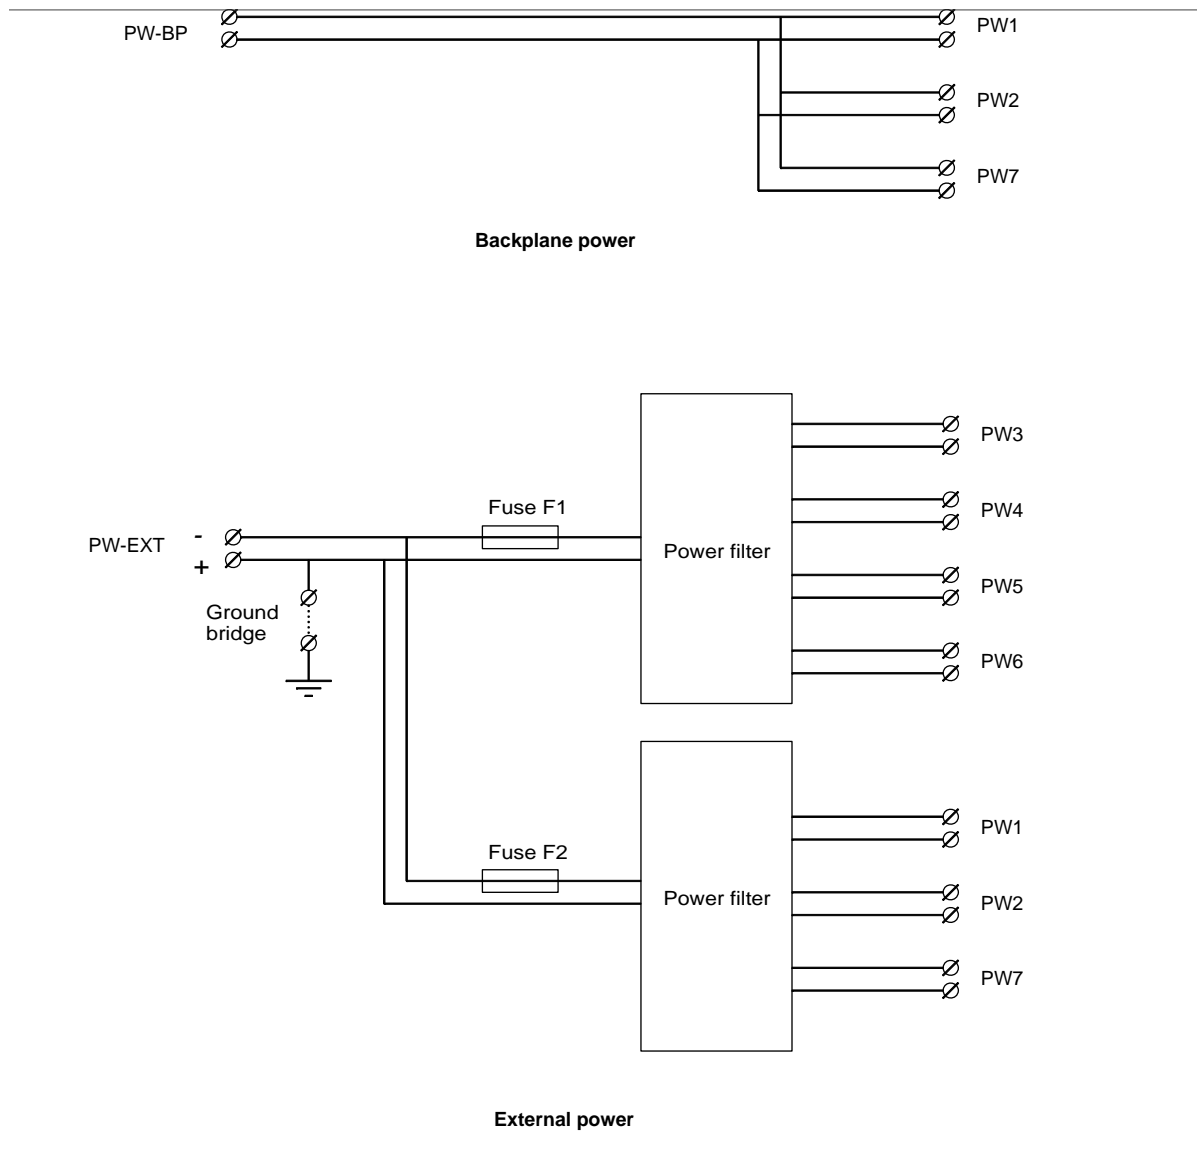 PW-BP
PW1
PW2
PW7
Backplane power
PW3
Fuse F1
PW4
PW-EXT
-
+
Power filter
PW5
Ground
bridge
PW6
PW1
Fuse F2
Power filter
PW2
PW7
External power